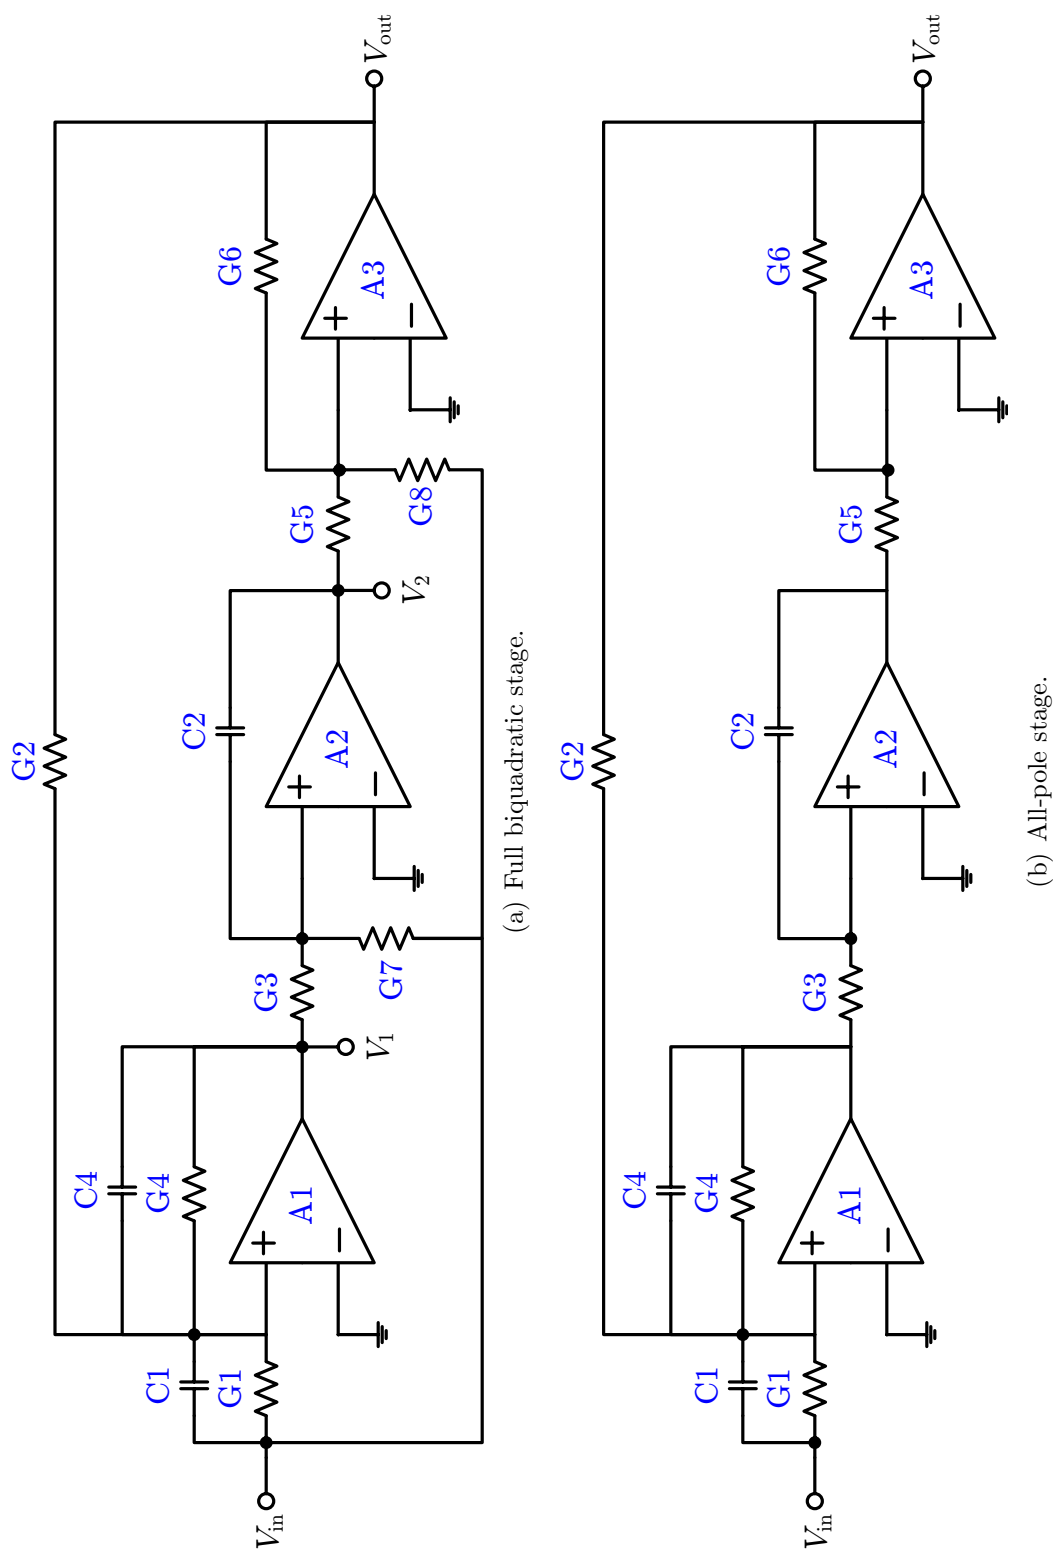 G2
C4
G4
C1
G1
Vin
A1
+
−
V1
G3
G7
C2
A2
+
−
V2
G5
G8
G6
A3
+
−
Vout
(a) Full biquadratic stage.
G2
C4
G4
C1
G1
Vin
A1
+
−
G3
C2
A2
+
−
G5
G6
A3
+
−
Vout
(b) All-pole stage.